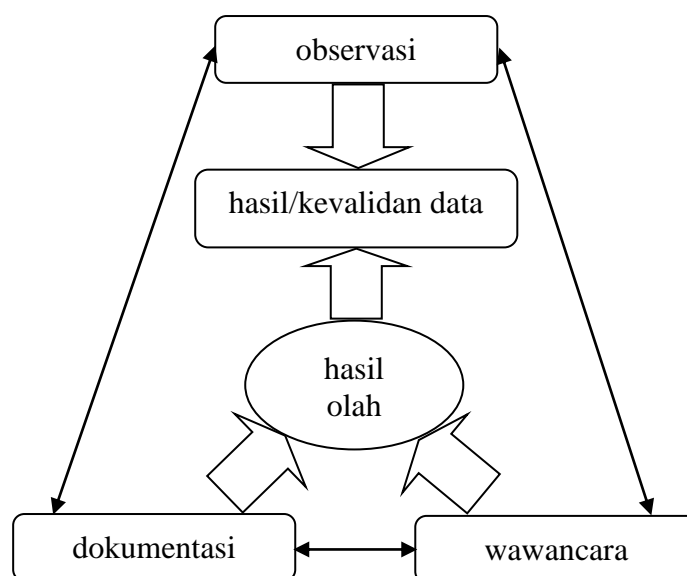 observasi
hasil/kevalidan data
hasil
olah
dokumentasi
wawancara